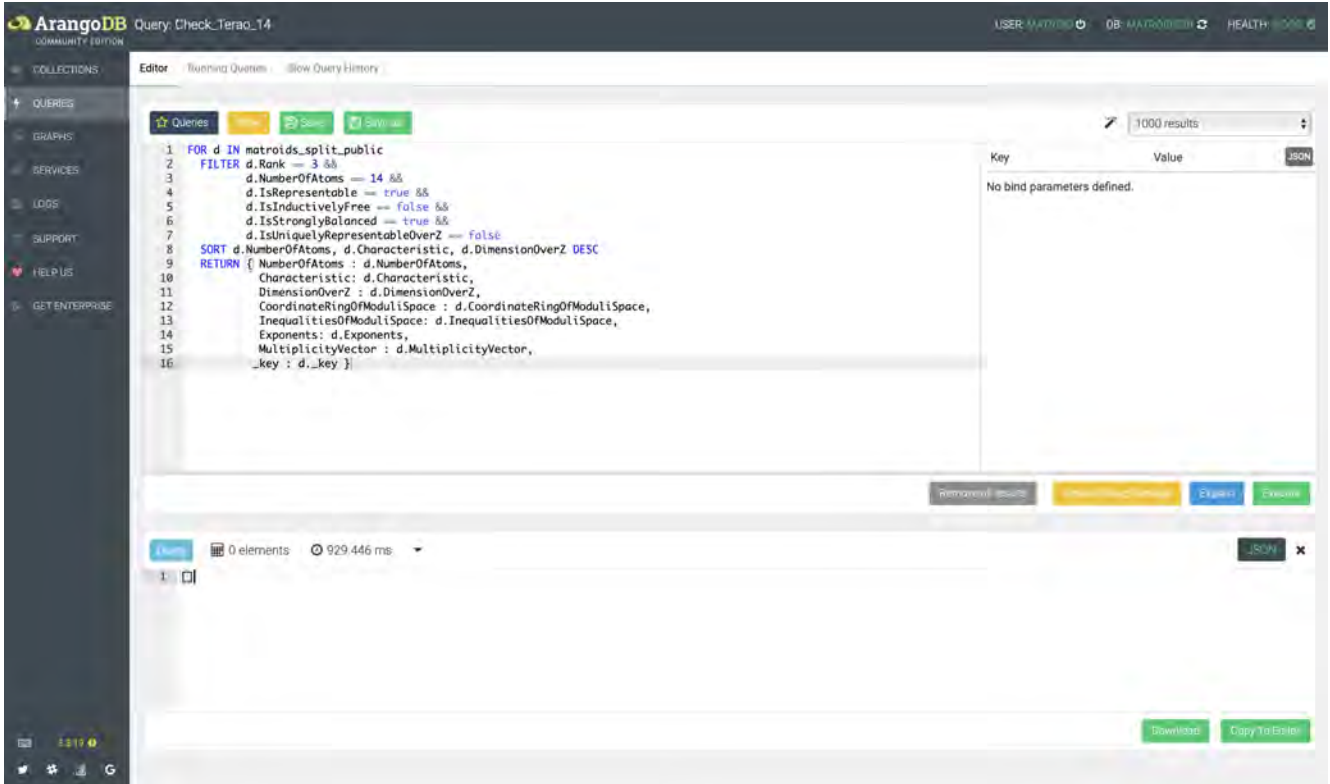 ArangoDB
COMMUNITY EDITION
Query: Check_Terao_14
USER:
DB:
HEALTH:
COLLECTIONS
QUERIES
GRAPHS
SERVICES
LOGS
SUPPORT
HELP US
GET ENTERPRISE
Editor
Running Queries
Slow Query History
Queries
Save
1000 results
Key
Value
JSON
No bind parameters defined.
1 FOR d IN matroids_split_public
2 FILTER d.Rank == 3 &&
3 d.NumberOfAtoms == 14 &&
4 d.IsRepresentable == true &&
5 d.IsInductivelyFree == false &&
6 d.IsStronglyBalanced == true &&
7 d.IsUniquelyRepresentableOverZ == false
8 SORT d.NumberOfAtoms, d.Characteristic, d.DimensionOverZ DESC
9 RETURN { NumberOfAtoms : d.NumberOfAtoms,
10 Characteristic: d.Characteristic,
11 DimensionOverZ : d.DimensionOverZ,
12 CoordinateRingOfModuliSpace : d.CoordinateRingOfModuliSpace,
13 InequalitiesOfModuliSpace: d.InequalitiesOfModuliSpace,
14 Exponents: d.Exponents,
15 MultiplicityVector : d.MultiplicityVector,
16 _key : d._key }
Explain
Execute
0 elements
929.446 ms
JSON
1 []
Download
Copy To Editor